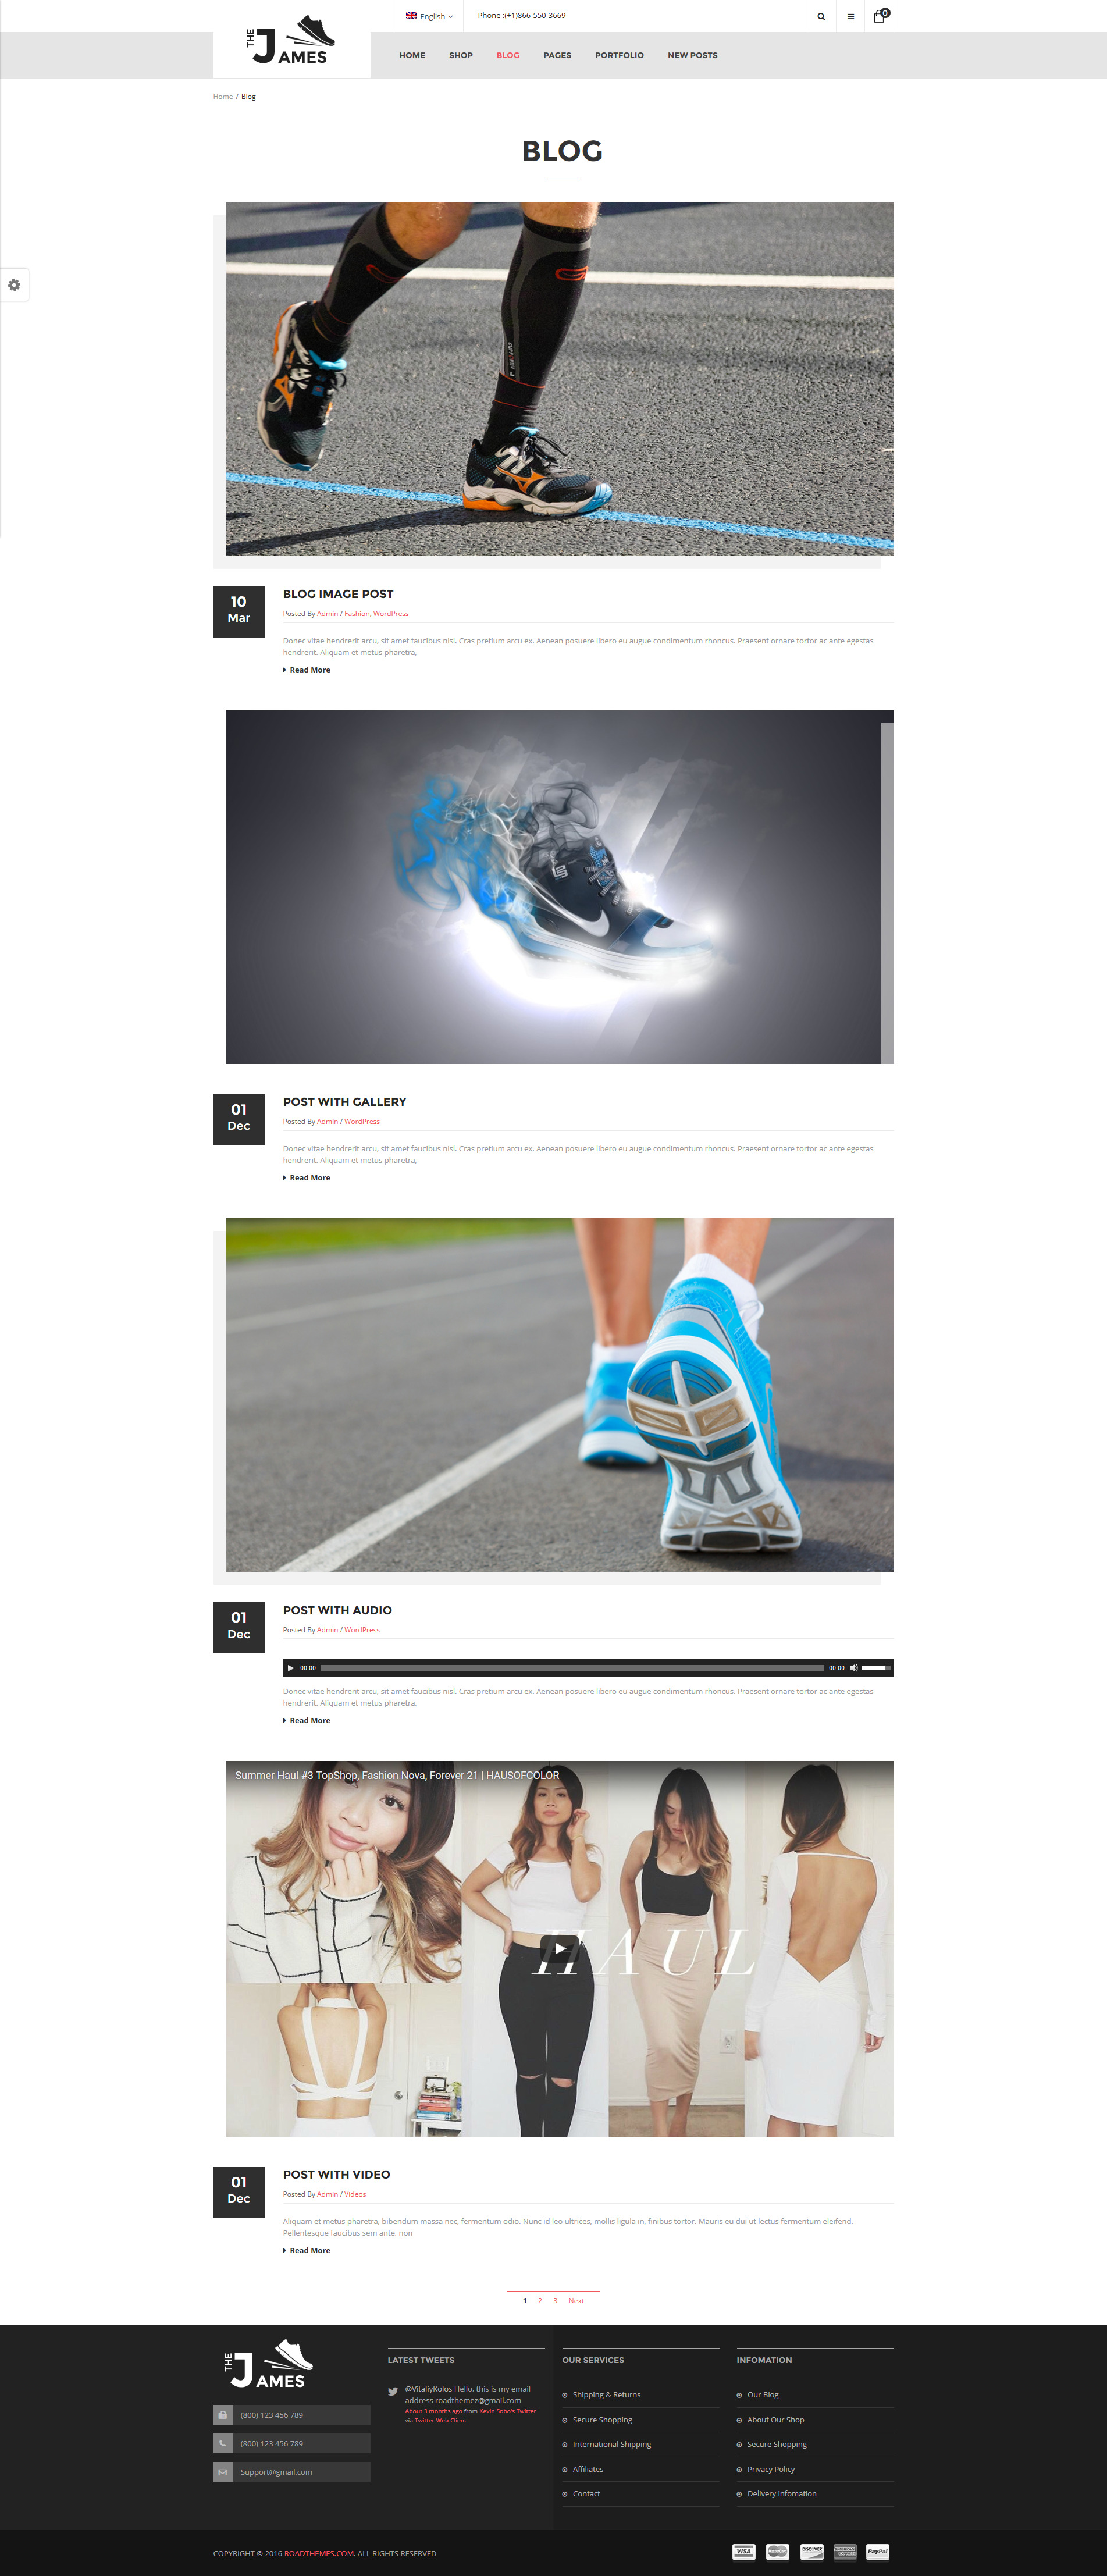 English
Phone :(+1)866-550-3669
0
THE JAMES
HOME SHOP BLOG PAGES PORTFOLIO NEW POSTS
Home / Blog
BLOG
10
Mar
BLOG IMAGE POST
Posted By Admin / Fashion, WordPress
Donec vitae hendrerit arcu, sit amet faucibus nisl. Cras pretium arcu ex. Aenean posuere libero eu augue condimentum rhoncus. Praesent ornare tortor ac ante egestas
hendrerit. Aliquam et metus pharetra,
Read More
01
Dec
POST WITH GALLERY
Posted By Admin / WordPress
Donec vitae hendrerit arcu, sit amet faucibus nisl. Cras pretium arcu ex. Aenean posuere libero eu augue condimentum rhoncus. Praesent ornare tortor ac ante egestas
hendrerit. Aliquam et metus pharetra,
Read More
01
Dec
POST WITH AUDIO
Posted By Admin / WordPress
00:00 00:00
Donec vitae hendrerit arcu, sit amet faucibus nisl. Cras pretium arcu ex. Aenean posuere libero eu augue condimentum rhoncus. Praesent ornare tortor ac ante egestas
hendrerit. Aliquam et metus pharetra,
Read More
Summer Haul #3 TopShop, Fashion Nova, Forever 21 | HAUSOFCOLOR
HAUL
01
Dec
POST WITH VIDEO
Posted By Admin / Videos
Aliquam et metus pharetra, bibendum massa nec, fermentum odio. Nunc id leo ultrices, mollis ligula in, finibus tortor. Mauris eu dui ut lectus fermentum eleifend.
Pellentesque faucibus sem ante, non
Read More
1 2 3 Next
THE JAMES
(800) 123 456 789
(800) 123 456 789
Support@gmail.com
LATEST TWEETS
@VitaliyKolos Hello, this is my email
address roadthemez@gmail.com
About 3 months ago from Kevin Sobo's Twitter
via Twitter Web Client
OUR SERVICES
Shipping & Returns
Secure Shopping
International Shipping
Affiliates
Contact
INFOMATION
Our Blog
About Our Shop
Secure Shopping
Privacy Policy
Delivery infomation
COPYRIGHT © 2016 ROADTHEMES.COM. ALL RIGHTS RESERVED
VISA DISCOVER PayPal